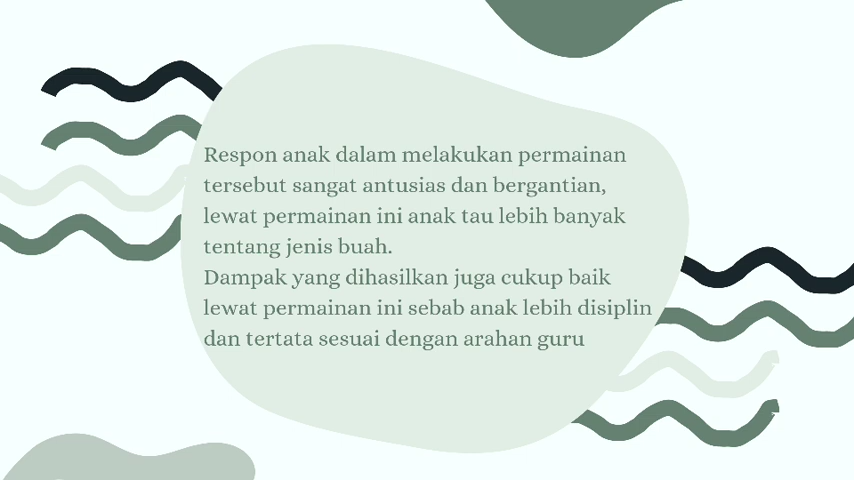 Respon anak dalam melakukan permainan
tersebut sangat antusias dan bergantian,
lewat permainan ini anak tau lebih banyak
tentang jenis buah.
Dampak yang dihasilkan juga cukup baik
lewat permainan ini sebab anak lebih disiplin
dan tertata sesuai dengan arahan guru